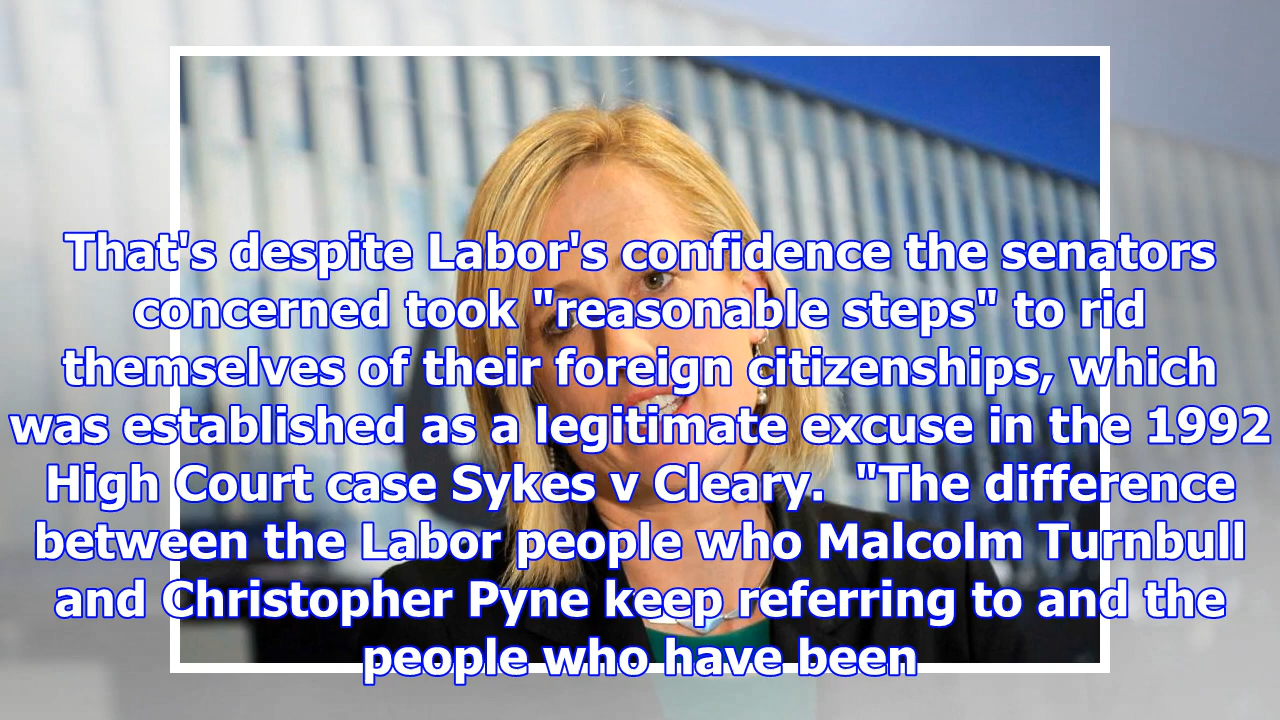 That's despite Labor's confidence the senators
concerned took "reasonable steps" to rid
themselves of their foreign citizenships, which
was established as a legitimate excuse in the 1992
High Court case Sykes v Cleary.  "The difference
between the Labor people who Malcolm Turnbull
and Christopher Pyne keep referring to and the
people who have been